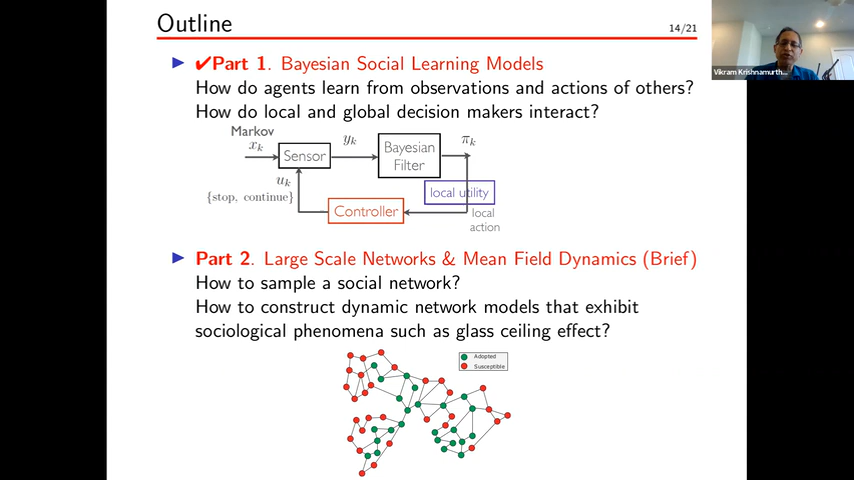 Outline
14/21
Vikram Krishnamurth...
✔Part 1. Bayesian Social Learning Models
How do agents learn from observations and actions of others?
How do local and global decision makers interact?
Markov
x_k
Sensor
y_k
Bayesian
Filter
π_k
u_k
{stop, continue}
local utility
Controller
local
action
Part 2. Large Scale Networks & Mean Field Dynamics (Brief)
How to sample a social network?
How to construct dynamic network models that exhibit
sociological phenomena such as glass ceiling effect?
Adopted
Susceptible